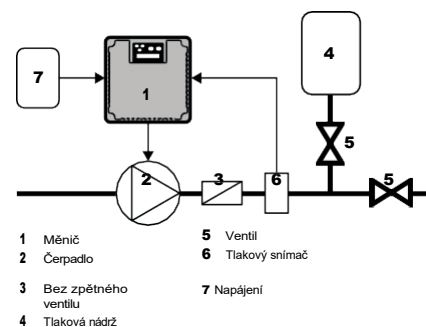 4
7
1
5
2
3
6
5
1 Měnič
2 Čerpadlo
3 Bez zpětného
ventilu
4 Tlaková nádrž
5 Ventil
6 Tlakový snímač
7 Napájení